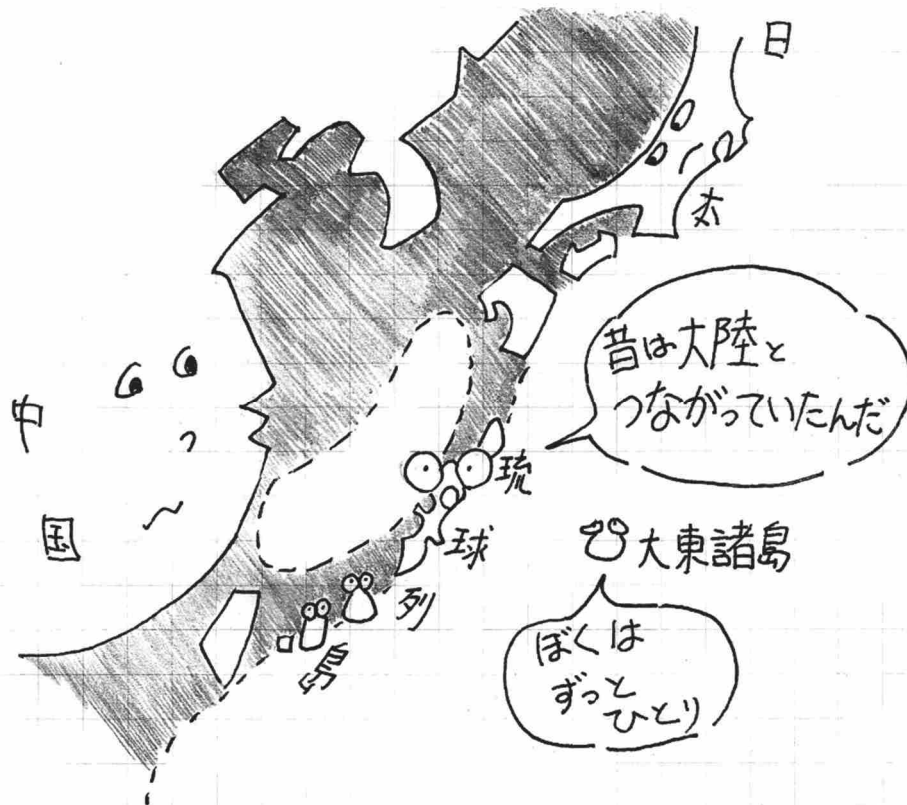 日
本
昔は大陸と
つながっていたんだ
中
国
琉
球
列
島
大東諸島
ぼくは
ずっと
ひとり